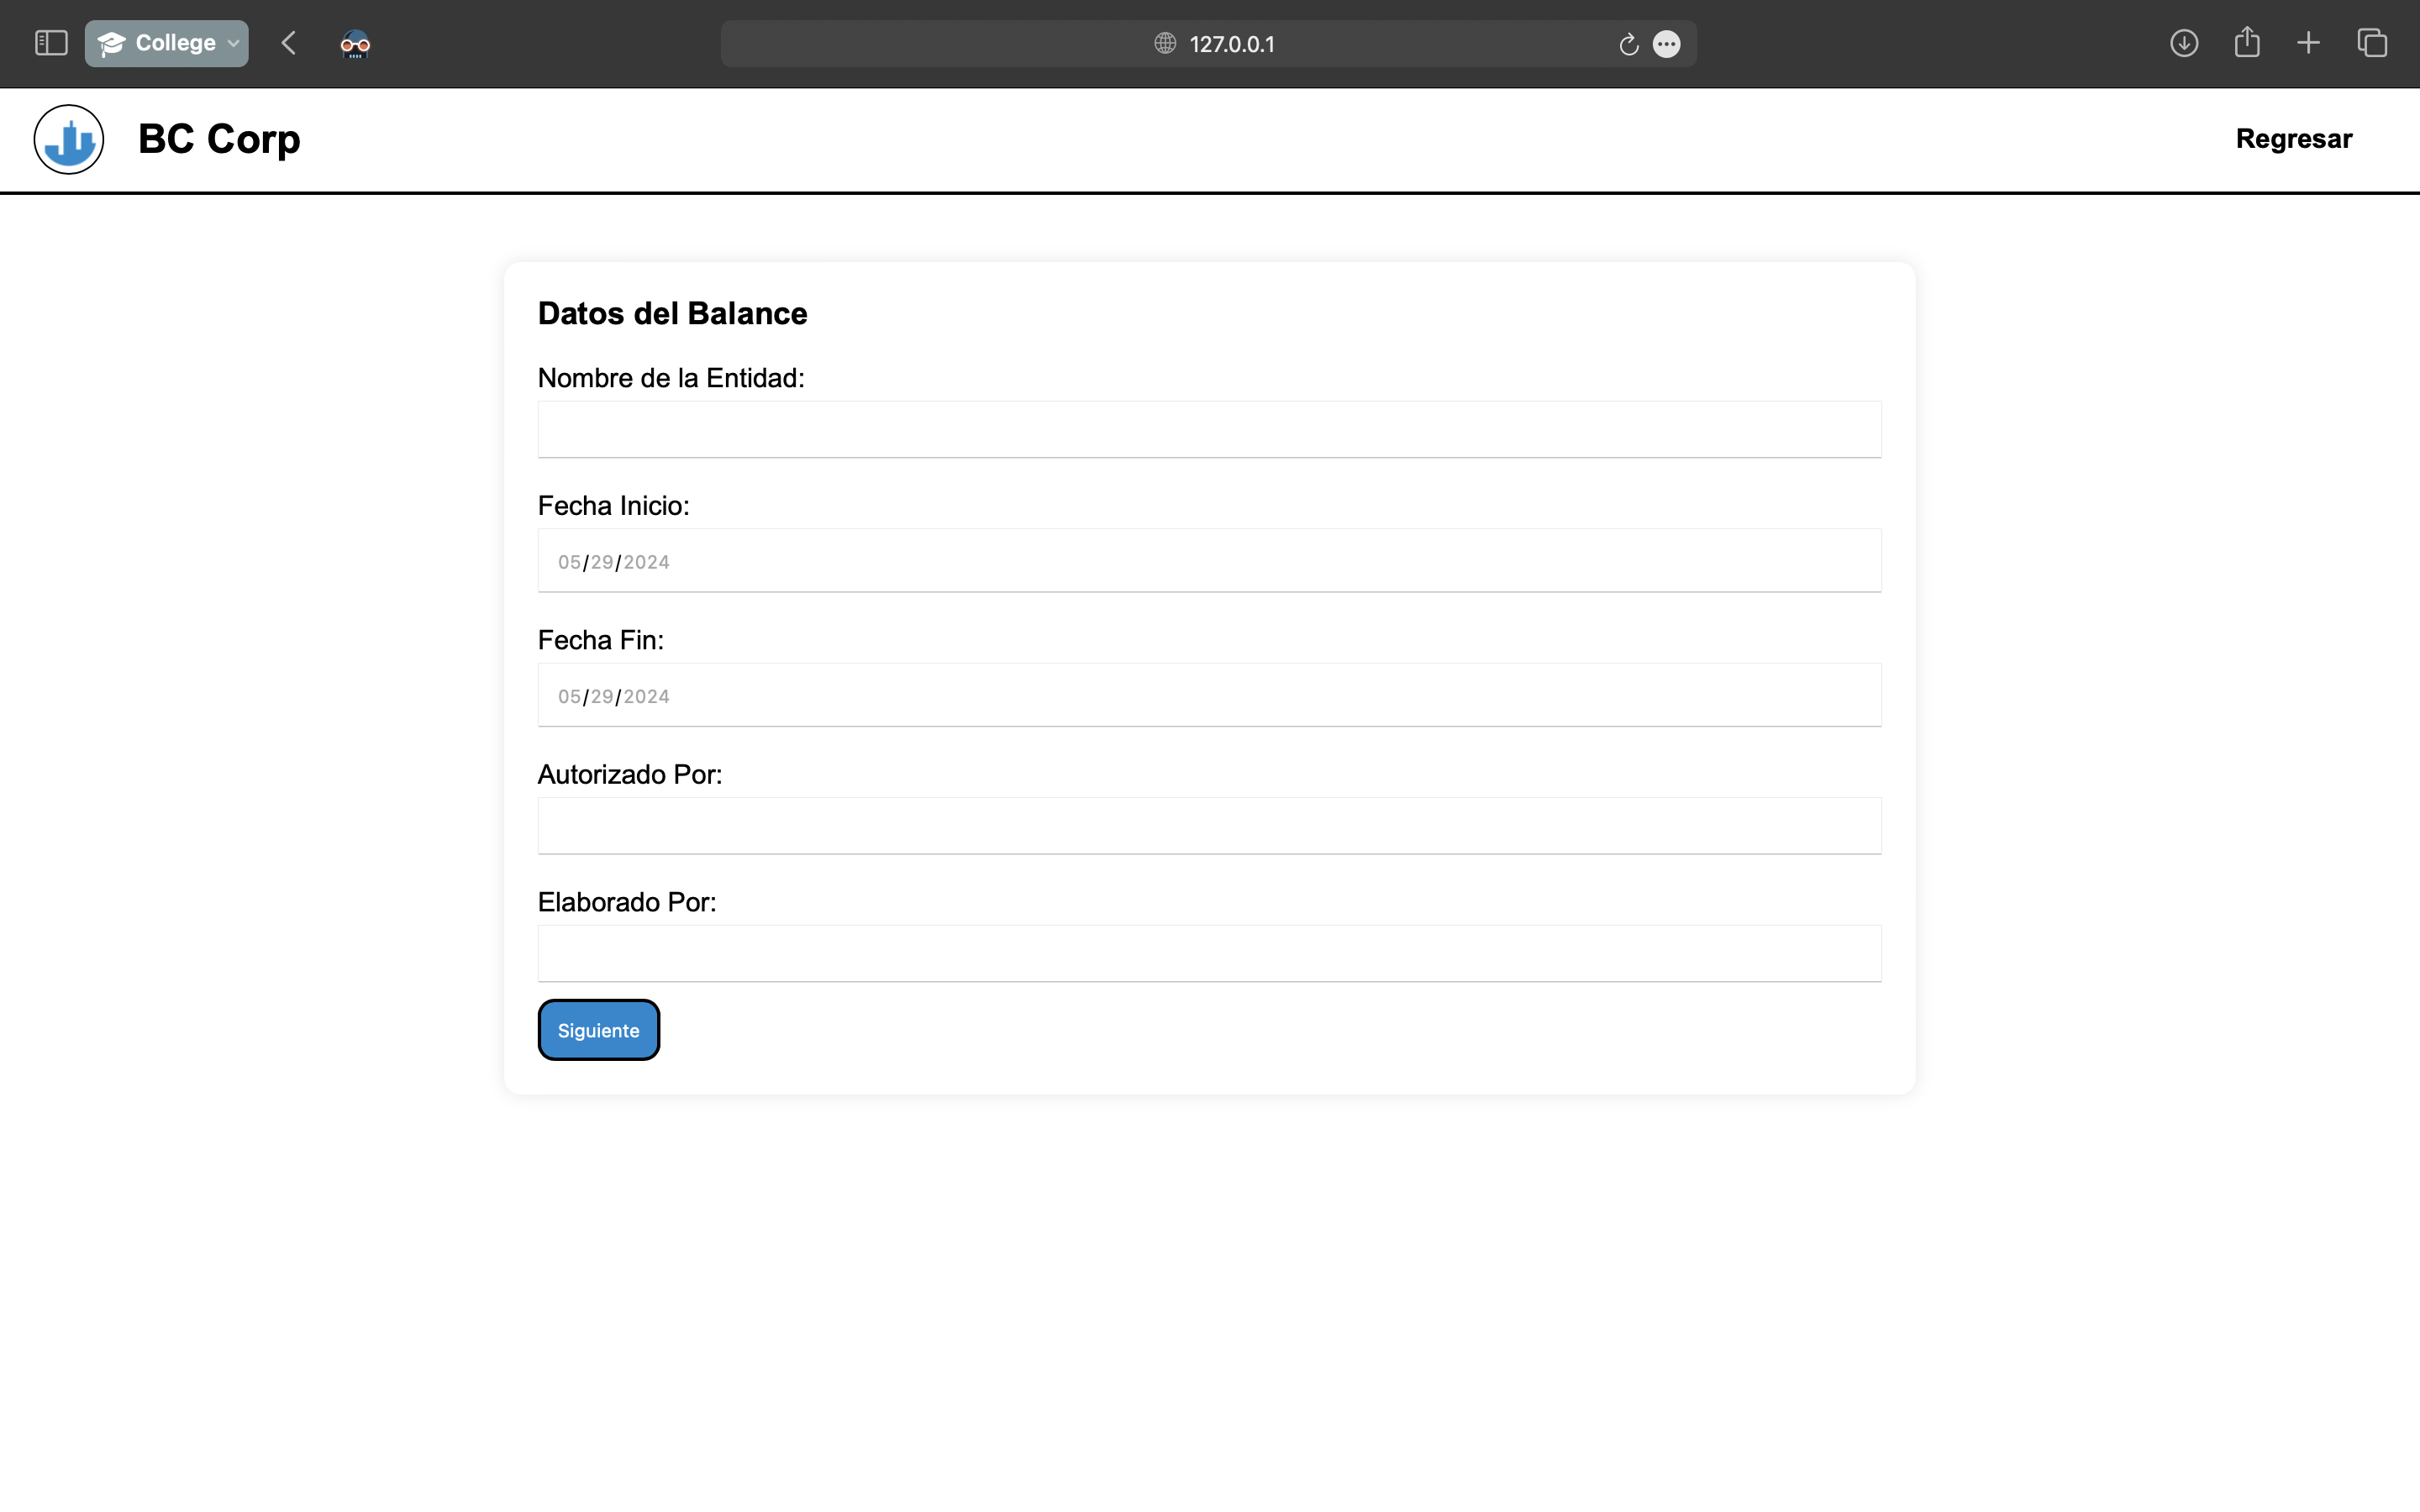 College
127.0.0.1
BC Corp
Regresar
Datos del Balance
Nombre de la Entidad:
Fecha Inicio:
05/29/2024
Fecha Fin:
05/29/2024
Autorizado Por:
Elaborado Por:
Siguiente